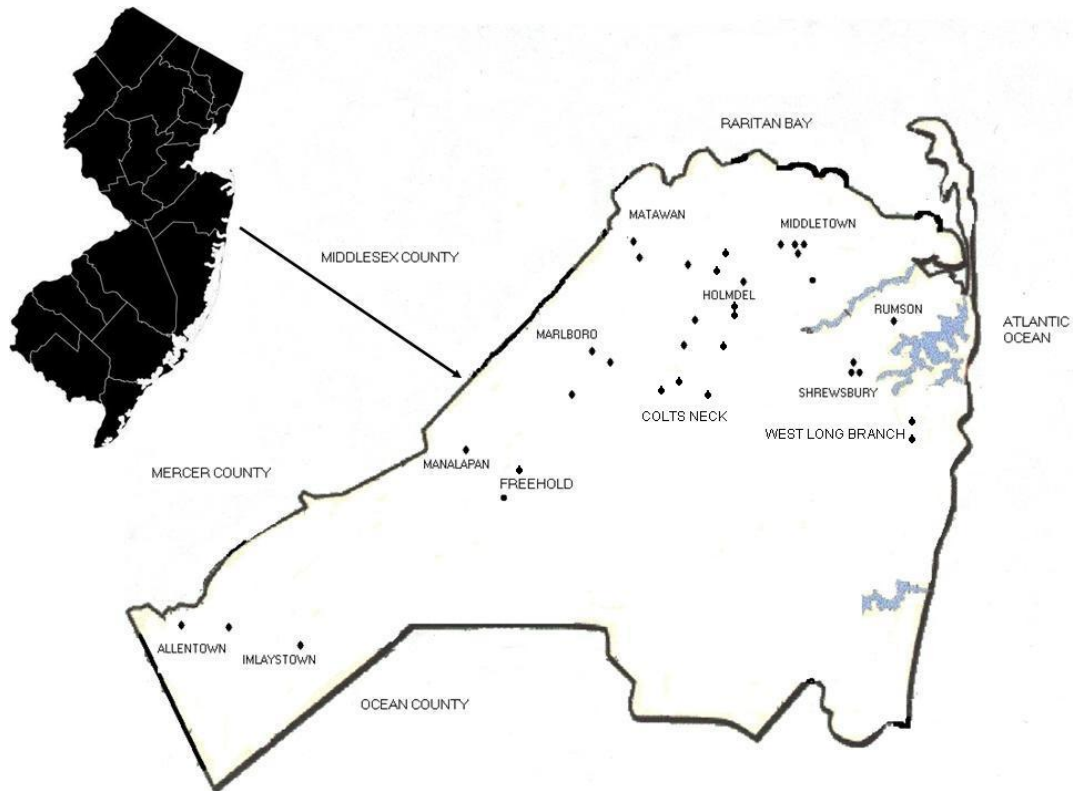 RARITAN BAY
MATAWAN
MIDDLETOWN
MIDDLESEX COUNTY
HOLMDEL
RUMSON
ATLANTIC
OCEAN
MARLBORO
SHREWSBURY
COLTS NECK
WEST LONG BRANCH
MANALAPAN
MERCER COUNTY
FREEHOLD
ALLENTOWN
IMLAYSTOWN
OCEAN COUNTY